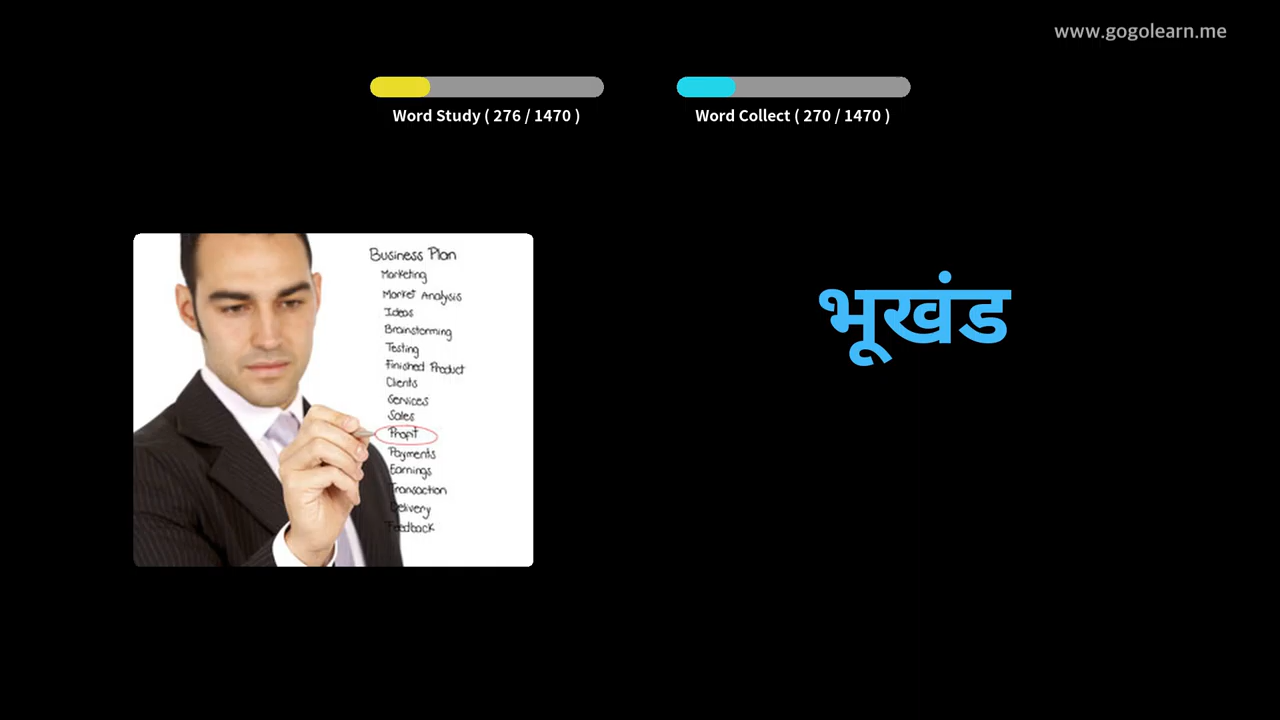 www.gogolearn.me
Word Study ( 276 / 1470 )
Word Collect ( 270 / 1470 )
Business Plan
Marketing
Market Analysis
Ideas
Brainstorming
Testing
Finished Product
Clients
Services
Sales
Profit
Payments
Earnings
Transaction
Delivery
Feedback
भूखंड